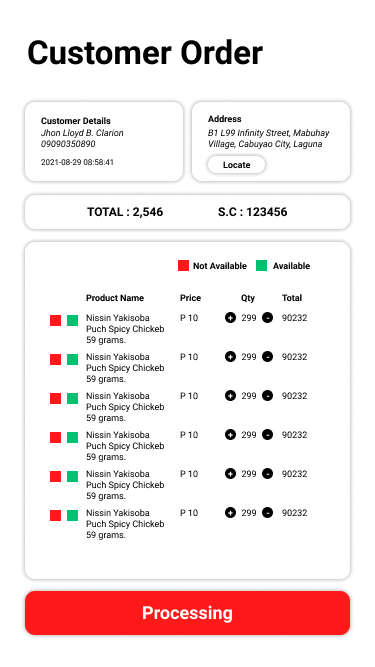 Customer Order
Customer Details
Jhon Lloyd B. Clarion
09090350890
2021-08-29 08:58:41
Address
B1 L99 Infinity Street, Mabuhay
Village, Cabuyao City, Laguna
Locate
TOTAL : 2,546 S.C : 123456
Not Available Available
Product Name Price Qty Total
Nissin Yakisoba P 10 + 299 - 90232
Puch Spicy Chickeb
59 grams.
Nissin Yakisoba P 10 + 299 - 90232
Puch Spicy Chickeb
59 grams.
Nissin Yakisoba P 10 + 299 - 90232
Puch Spicy Chickeb
59 grams.
Nissin Yakisoba P 10 + 299 - 90232
Puch Spicy Chickeb
59 grams.
Nissin Yakisoba P 10 + 299 - 90232
Puch Spicy Chickeb
59 grams.
Nissin Yakisoba P 10 + 299 - 90232
Puch Spicy Chickeb
59 grams.
Processing